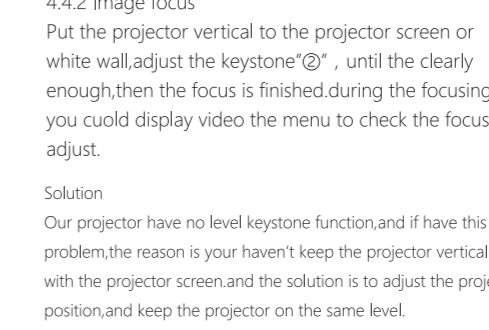 4.4.2 Image focus
Put the projector vertical to the projector screen or
white wall,adjust the keystone"②" , until the clearly
enough,then the focus is finished.during the focusing
you cuold display video the menu to check the focus
adjust.
Solution
Our projector have no level keystone function,and if have this
problem,the reason is your haven't keep the projector vertical
with the projector screen.and the solution is to adjust the
position,and keep the projector on the same level.